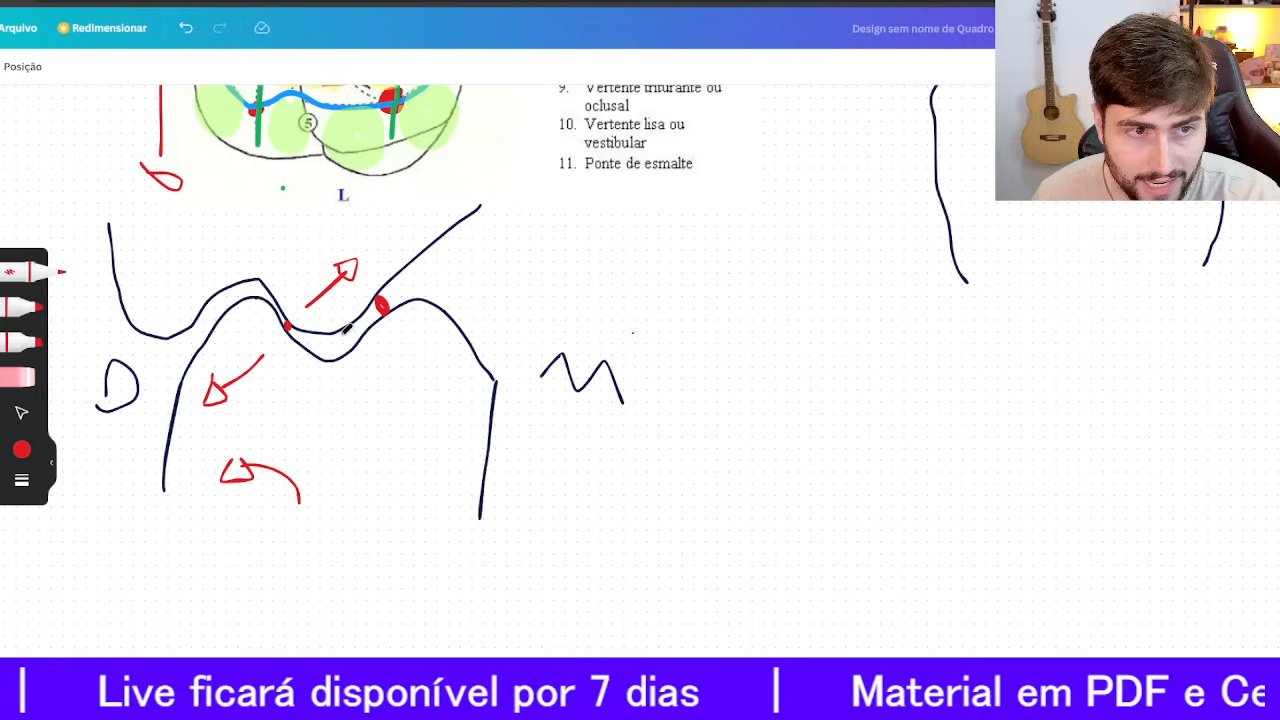 Arquivo
Redimensionar
Design sem nome de Quadro
Posição
9. Vertente triturante ou
oclusal
10. Vertente lisa ou
vestibular
11. Ponte de esmalte
5
L
D
M
Live ficará disponível por 7 dias | Material em PDF e Ce